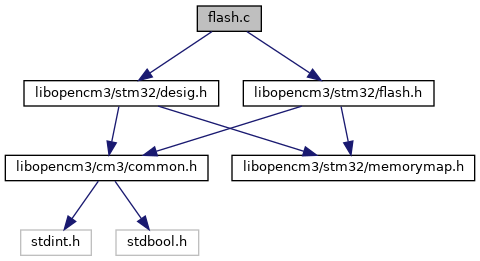 flash.c
libopencm3/stm32/desig.h
libopencm3/stm32/flash.h
libopencm3/cm3/common.h
libopencm3/stm32/memorymap.h
stdint.h
stdbool.h